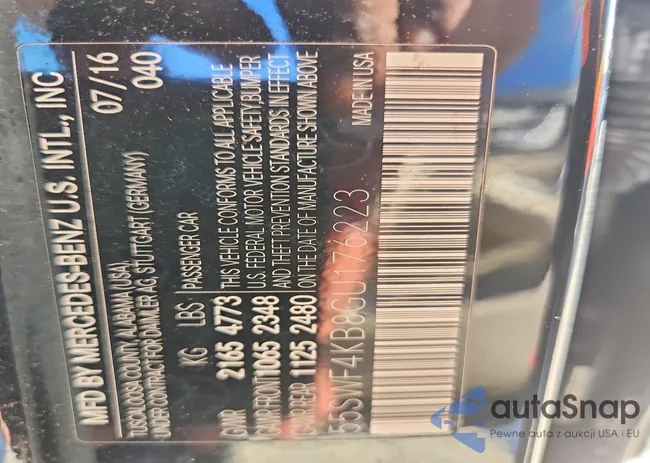 MFD BY MERCEDES-BENZ U.S. INTL., INC
TUSCALOOSA COUNTY, ALABAMA (USA)
UNDER CONTRACT FOR DAIMLER AG, STUTTGART (GERMANY)
07/16
040
KG LBS
PASSENGER CAR
GVWR 2165 4773
GAWR FRONT 1065 2348
GAWR RER 1125 2480
THIS VEHICLE CONFORMS TO ALL APPLICABLE
U.S. FEDERAL MOTOR VEHICLE SAFETY, BUMPER
AND THEFT PREVENTION STANDARDS IN EFFECT
ON THE DATE OF MANUFACTURE SHOWN ABOVE.
55SWF4KB8GU176223
MADE IN USA
autaSnap
Pewne auta z aukcji USA i EU